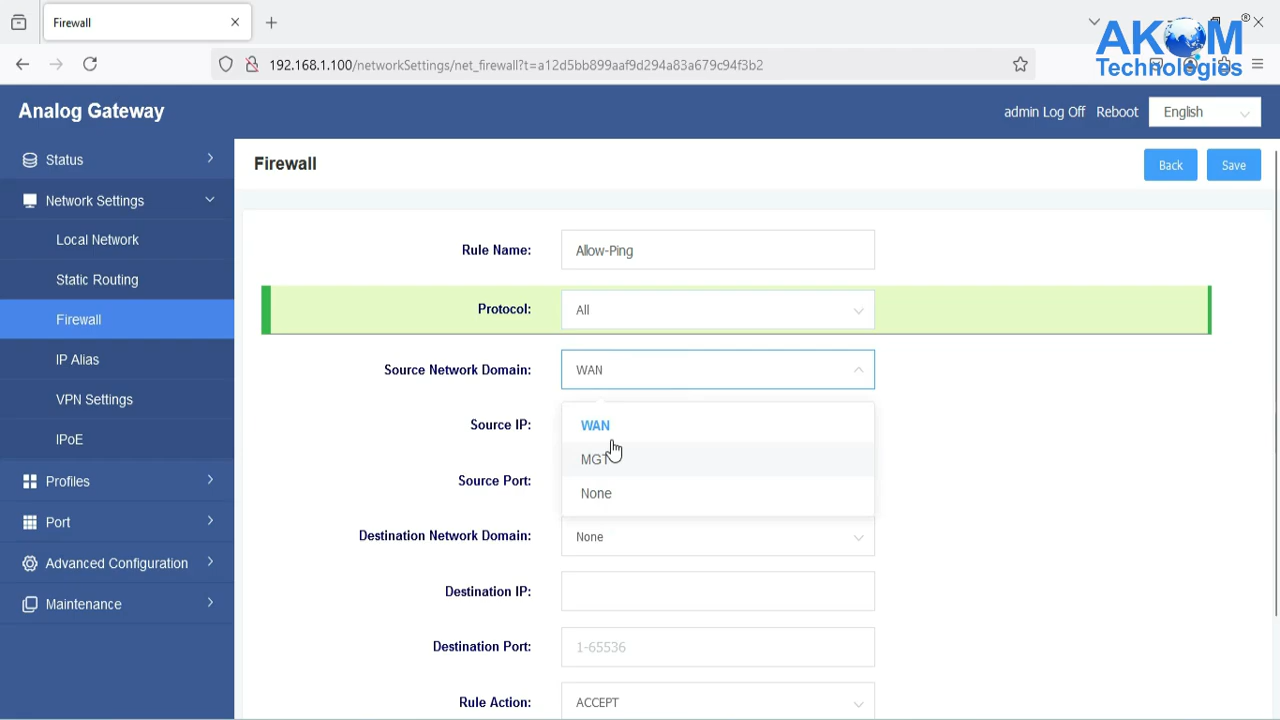 Firewall
AKOM
Technologies
®
192.168.1.100/networkSettings/net_firewall?t=a12d5bb899aaf9d294a83a679c94f3b2
Analog Gateway
admin Log Off Reboot English
Status
Network Settings
Local Network
Static Routing
Firewall
IP Alias
VPN Settings
IPoE
Profiles
Port
Advanced Configuration
Maintenance
Firewall
Back Save
Rule Name: Allow-Ping
Protocol: All
Source Network Domain: WAN
WAN
Source IP:
MGT
Source Port:
None
Destination Network Domain: None
Destination IP:
Destination Port: 1-65536
Rule Action: ACCEPT